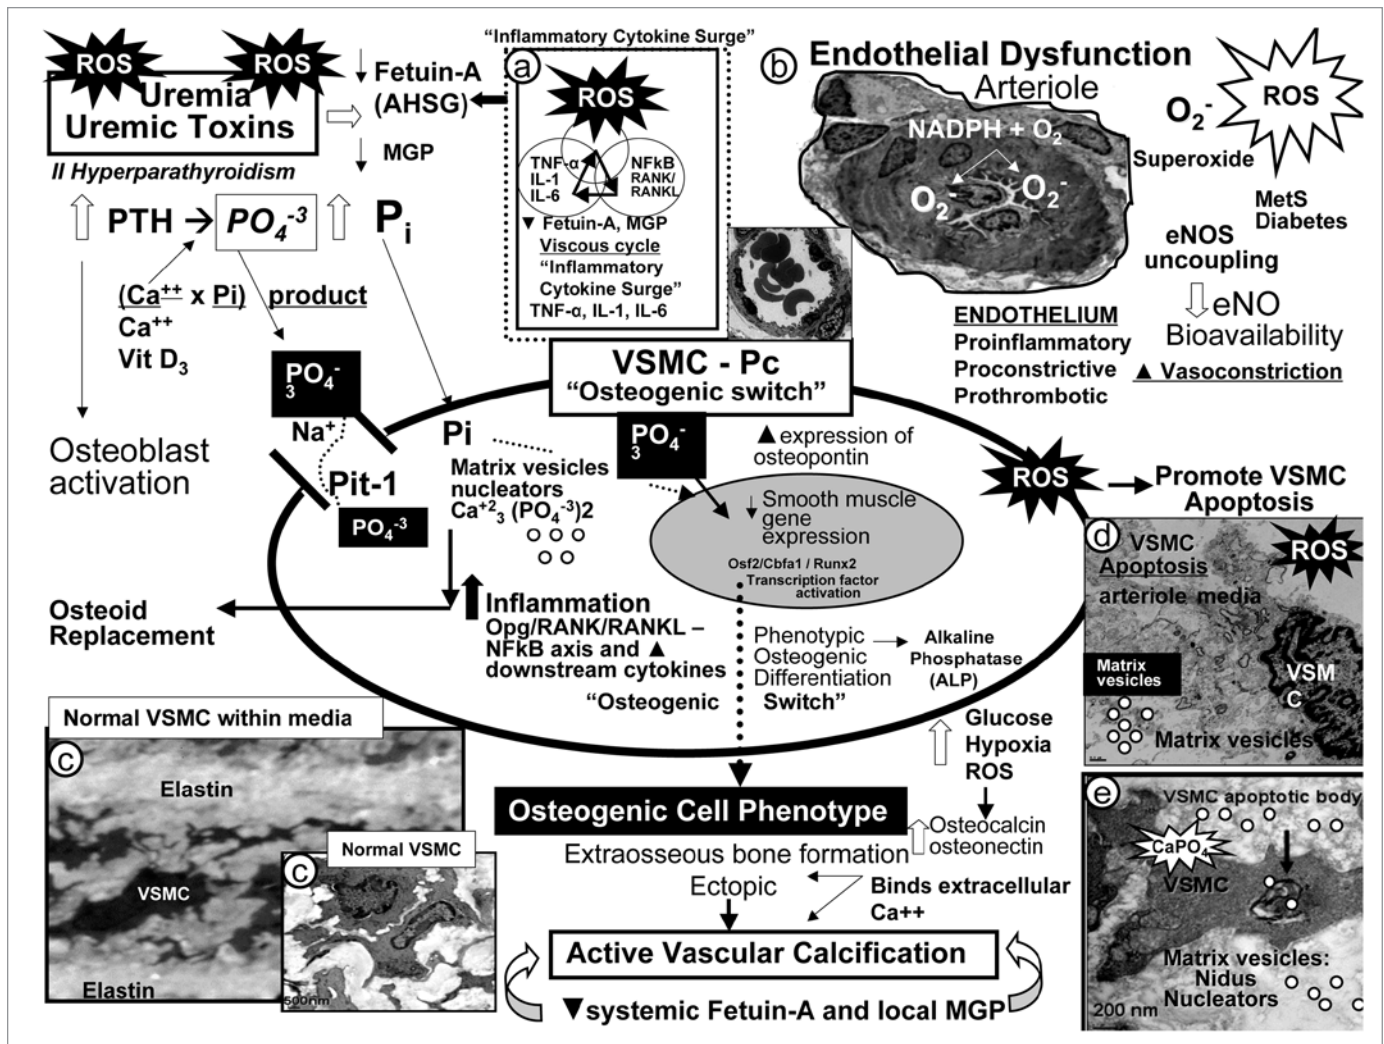 ROS
ROS
Uremia
Uremic Toxins
II Hyperparathyroidism
PTH
PO₄⁻³
Fetuin-A
(AHSG)
MGP
Pᵢ
(Ca⁺⁺ x Pi) product
Ca⁺⁺
Vit D₃
Osteoblast
activation
"Inflammatory Cytokine Surge"
a
ROS
TNF-α
IL-1
IL-6
NFkB
RANK/
RANKL
▼ Fetuin-A, MGP
Viscous cycle
"Inflammatory
Cytokine Surge"
TNF-α, IL-1, IL-6
b
Endothelial Dysfunction
Arteriole
NADPH + O₂
O₂⁻
O₂⁻
O₂⁻
Superoxide
ROS
MetS
Diabetes
eNOS
uncoupling
eNO
Bioavailability
▲ Vasoconstriction
ENDOTHELIUM
Proinflammatory
Proconstrictive
Prothrombotic
VSMC - Pc
"Osteogenic switch"
PO₄⁻
3
Na⁺
Pit-1
PO₄⁻³
Pi
Matrix vesicles
nucleators
Ca⁺²₃ (PO₄⁻³)2
PO₄⁻
3
▲ expression of
osteopontin
Smooth muscle
gene
expression
Osf2/Cbfa1 / Runx2
Transcription factor
activation
ROS
Promote VSMC
Apoptosis
Osteoid
Replacement
Inflammation
Opg/RANK/RANKL –
NFkB axis and ▲
downstream cytokines
Phenotypic
Osteogenic
Differentiation
Alkaline
Phosphatase
(ALP)
"Osteogenic Switch"
Glucose
Hypoxia
ROS
Osteocalcin
osteonectin
Osteogenic Cell Phenotype
Extraosseous bone formation
Ectopic
Binds extracellular
Ca++
Active Vascular Calcification
▼systemic Fetuin-A and local MGP
Normal VSMC within media
c
Elastin
VSMC
Elastin
Normal VSMC
c
500nm
d
VSMC
Apoptosis
arteriole media
ROS
Matrix
vesicles
VSM
C
Matrix vesicles
e
VSMC apoptotic body
CaPO₄
VSMC
Matrix vesicles:
Nidus
Nucleators
200 nm